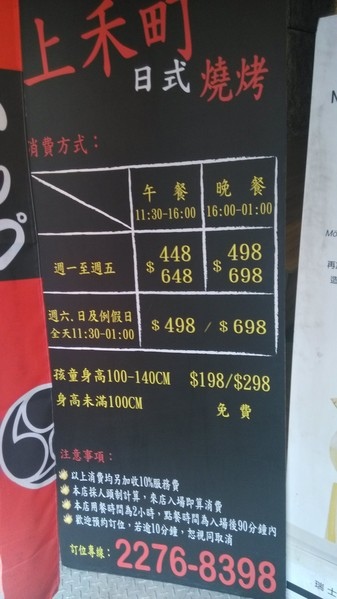 上禾町
日式 燒烤
消費方式：
午餐 晚餐
11:30-16:00 16:00-01:00
週一至週五 $ 448 648 $ 498 698
週六、日及例假日
全天11:30-01:00 $ 498 / $ 698
孩童身高100-140CM $198/$298
身高未滿100CM 免費
注意事項：
以上消費均另加收10%服務費
本店採人頭制計算，來店入場即算消費
本店用餐時間為2小時，點餐時間為入場後90分鐘內
歡迎預約訂位，若逾10分鐘，恕視同取消
訂位專線：2276-8398
瑞士